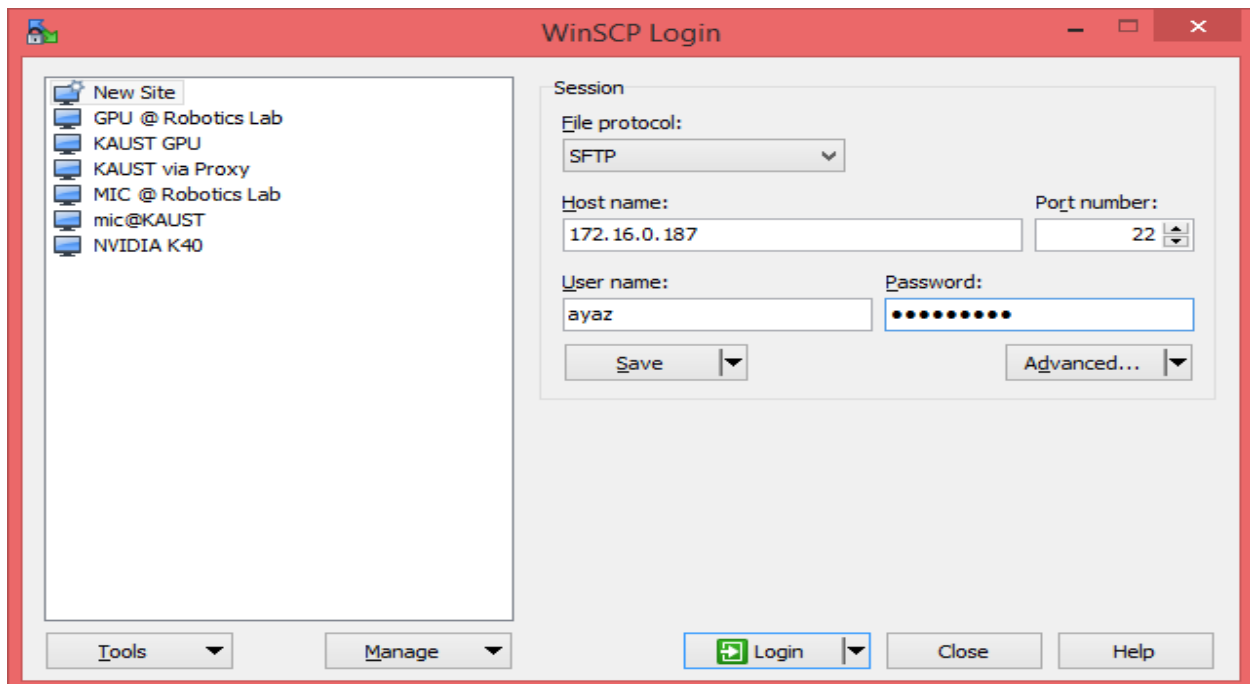 WinSCP Login
New Site
GPU @ Robotics Lab
KAUST GPU
KAUST via Proxy
MIC @ Robotics Lab
mic@KAUST
NVIDIA K40
Session
File protocol:
SFTP
Host name:
Port number:
172.16.0.187
22
User name:
Password:
ayaz
●●●●●●●●●
Save
Advanced...
Tools
Manage
Login
Close
Help